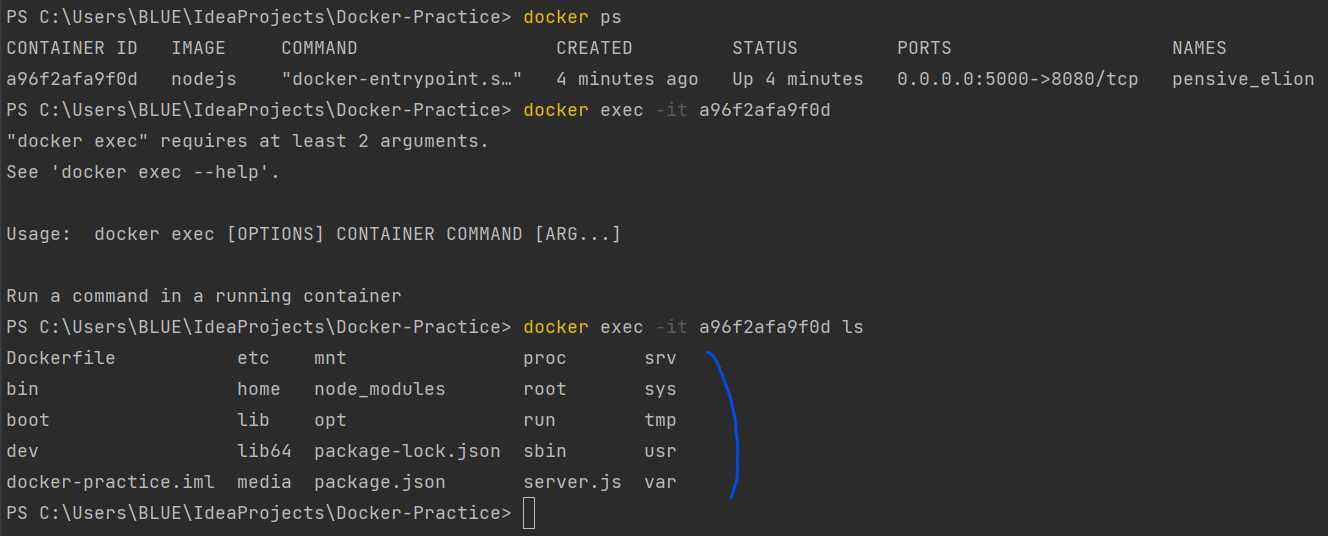 PS C:\Users\BLUE\IdeaProjects\Docker-Practice> docker ps
CONTAINER ID   IMAGE     COMMAND                  CREATED         STATUS         PORTS                    NAMES
a96f2afa9f0d   nodejs    "docker-entrypoint.s…"   4 minutes ago   Up 4 minutes   0.0.0.0:5000->8080/tcp   pensive_elion
PS C:\Users\BLUE\IdeaProjects\Docker-Practice> docker exec -it a96f2afa9f0d
"docker exec" requires at least 2 arguments.
See 'docker exec --help'.
Usage:  docker exec [OPTIONS] CONTAINER COMMAND [ARG...]
Run a command in a running container
PS C:\Users\BLUE\IdeaProjects\Docker-Practice> docker exec -it a96f2afa9f0d ls
Dockerfile           etc    mnt                proc       srv
bin                  home   node_modules       root       sys
boot                 lib    opt                run        tmp
dev                  lib64  package-lock.json  sbin       usr
docker-practice.iml  media  package.json       server.js  var
PS C:\Users\BLUE\IdeaProjects\Docker-Practice>